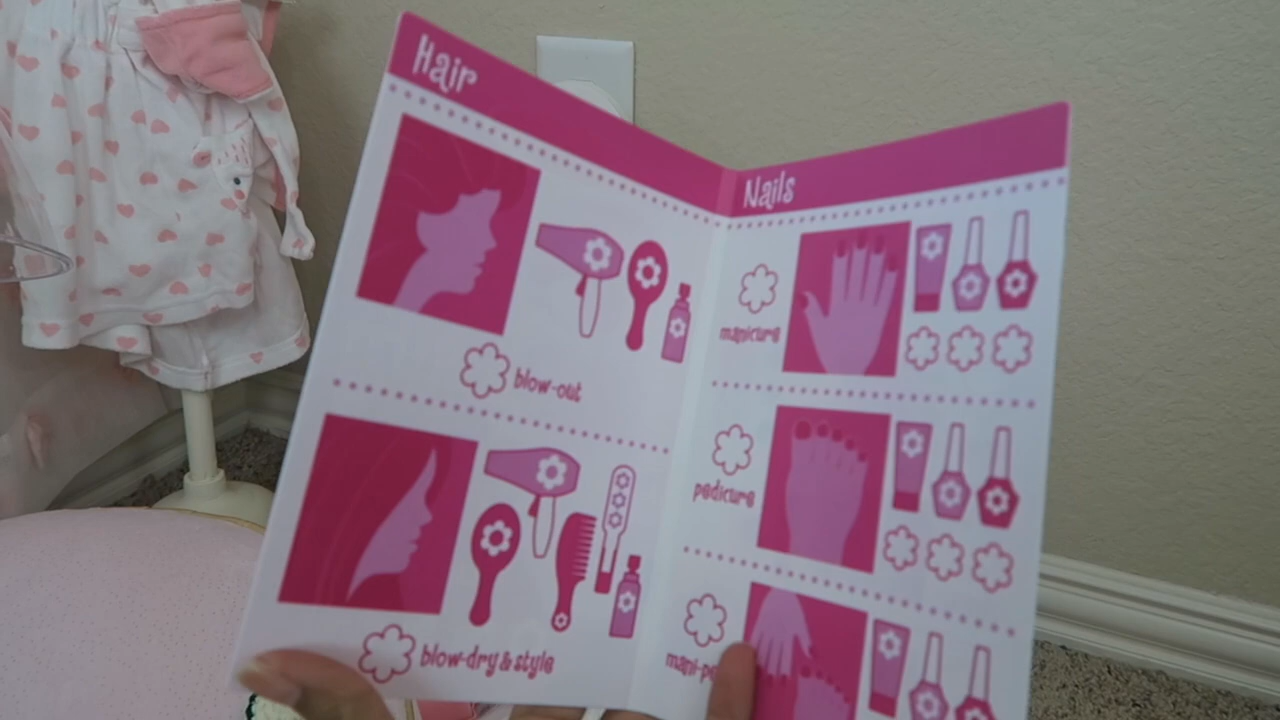 Hair
blow-out
blow-dry & style
Nails
manicure
pedicure